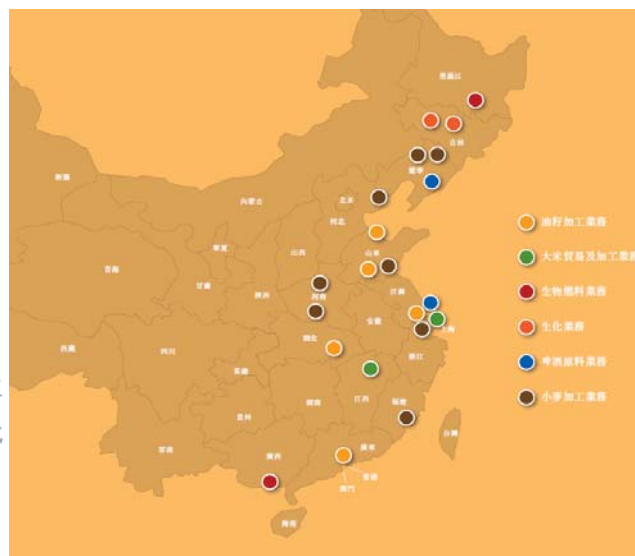 黑龍江
吉林
遼寧
新疆
內蒙古
北京
河北
山東
寧夏
山西
青海
甘肅
陝西
河南
江蘇
安徽
上海
西藏
四川
湖北
重慶
浙江
湖南
江西
福建
貴州
雲南
廣西
廣東
台灣
香港
澳門
海南
油籽加工業務
大米貿易及加工業務
生物燃料業務
生化業務
啤酒原料業務
小麥加工業務